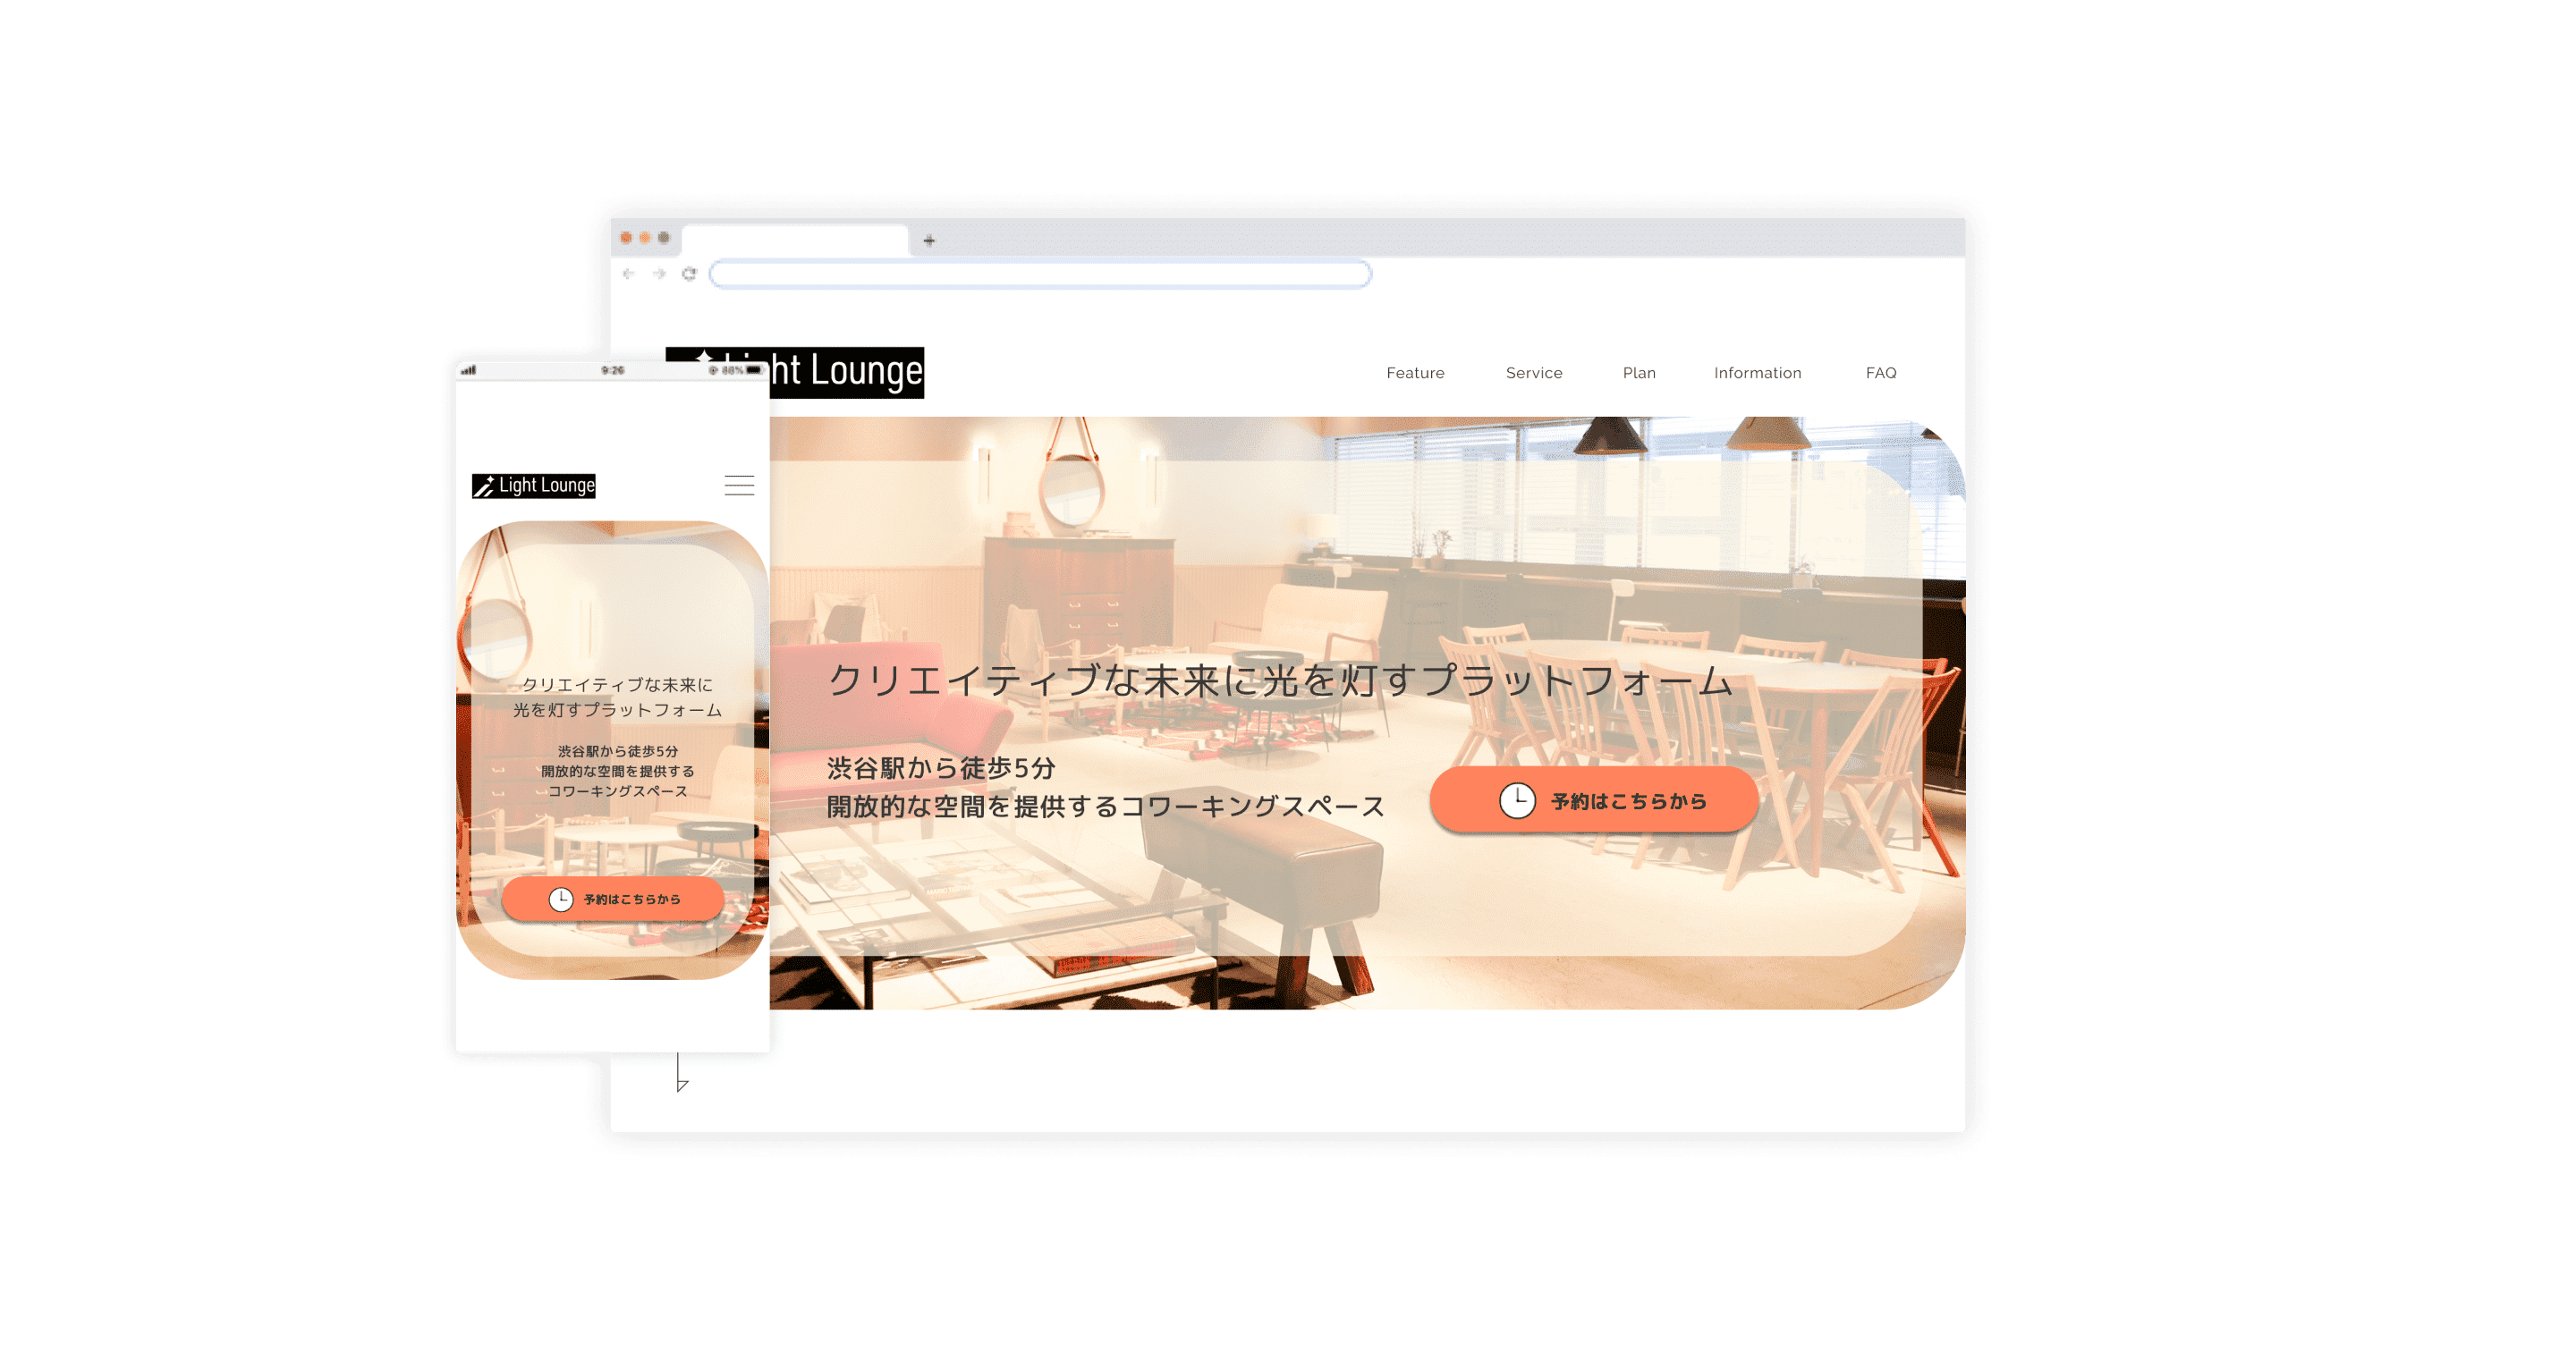 ht Lounge
Feature Service Plan Information FAQ
クリエイティブな未来に光を灯すプラットフォーム
渋谷駅から徒歩5分
開放的な空間を提供するコワーキングスペース
予約はこちらから
9:26 88%
Light Lounge
クリエイティブな未来に
光を灯すプラットフォーム
渋谷駅から徒歩5分
開放的な空間を提供する
コワーキングスペース
予約はこちらから